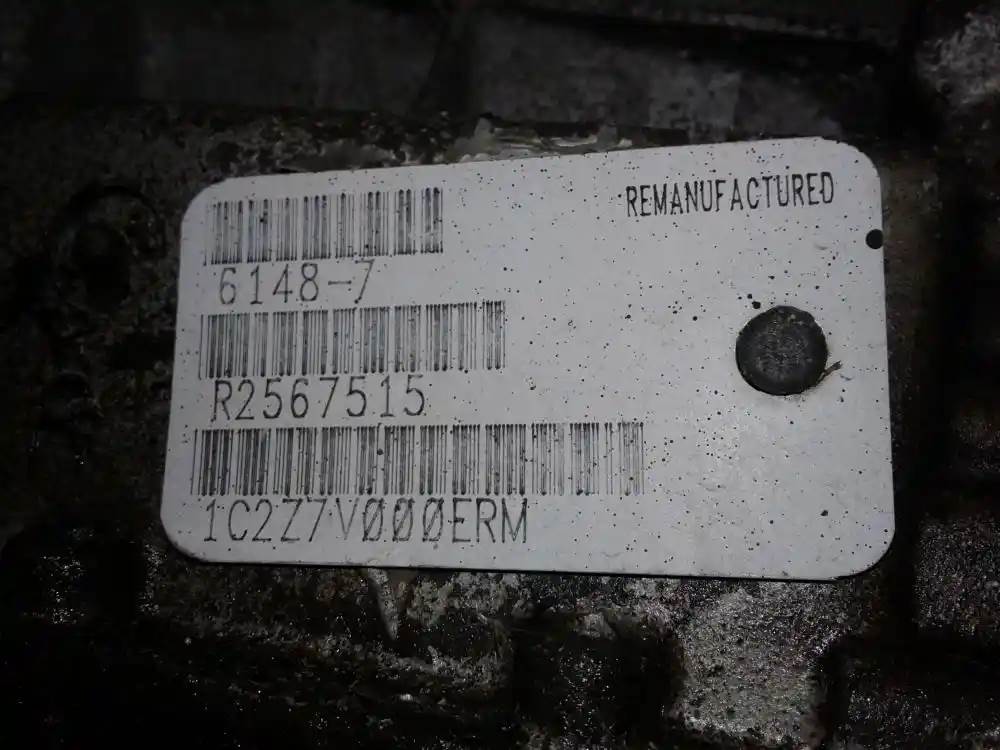 REMANUFACTURED
6148-7
R2567515
1C2Z7V000ERM